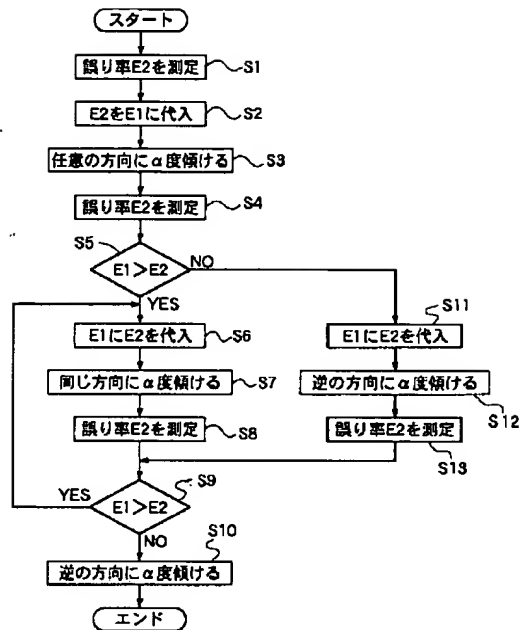 スタート
誤り率E2を測定 S1
E2をE1に代入 S2
任意の方向にα度傾ける S3
誤り率E2を測定 S4
S5
E1>E2 NO
YES
E1にE2を代入 S6
同じ方向にα度傾ける S7
誤り率E2を測定 S8
S11
E1にE2を代入
逆の方向にα度傾ける S12
誤り率E2を測定 S13
S9
YES E1>E2
NO
S10
逆の方向にα度傾ける
エンド